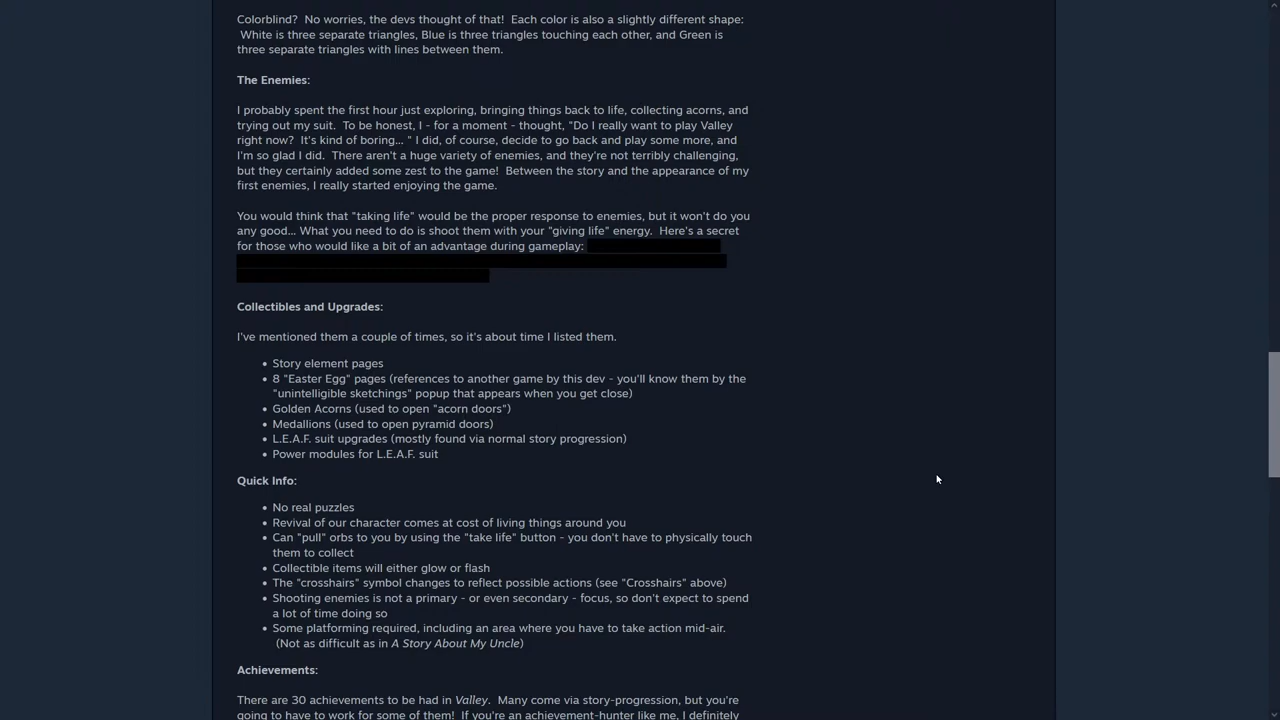 Colorblind?  No worries, the devs thought of that!  Each color is also a slightly different shape:
White is three separate triangles, Blue is three triangles touching each other, and Green is
three separate triangles with lines between them.
The Enemies:
I probably spent the first hour just exploring, bringing things back to life, collecting acorns, and
trying out my suit.  To be honest, I - for a moment - thought, "Do I really want to play Valley
right now?  It's kind of boring... " I did, of course, decide to go back and play some more, and
I'm so glad I did.  There aren't a huge variety of enemies, and they're not terribly challenging,
but they certainly added some zest to the game!  Between the story and the appearance of my
first enemies, I really started enjoying the game.
You would think that "taking life" would be the proper response to enemies, but it won't do you
any good... What you need to do is shoot them with your "giving life" energy.  Here's a secret
for those who would like a bit of an advantage during gameplay:
Collectibles and Upgrades:
I've mentioned them a couple of times, so it's about time I listed them.
• Story element pages
• 8 "Easter Egg" pages (references to another game by this dev - you'll know them by the
"unintelligible sketchings" popup that appears when you get close)
• Golden Acorns (used to open "acorn doors")
• Medallions (used to open pyramid doors)
• L.E.A.F. suit upgrades (mostly found via normal story progression)
• Power modules for L.E.A.F. suit
Quick Info:
• No real puzzles
• Revival of our character comes at cost of living things around you
• Can "pull" orbs to you by using the "take life" button - you don't have to physically touch
them to collect
• Collectible items will either glow or flash
• The "crosshairs" symbol changes to reflect possible actions (see "Crosshairs" above)
• Shooting enemies is not a primary - or even secondary - focus, so don't expect to spend
a lot of time doing so
• Some platforming required, including an area where you have to take action mid-air.
(Not as difficult as in A Story About My Uncle)
Achievements:
There are 30 achievements to be had in Valley.  Many come via story-progression, but you're
going to have to work for some of them!  If you're an achievement-hunter like me, I definitely